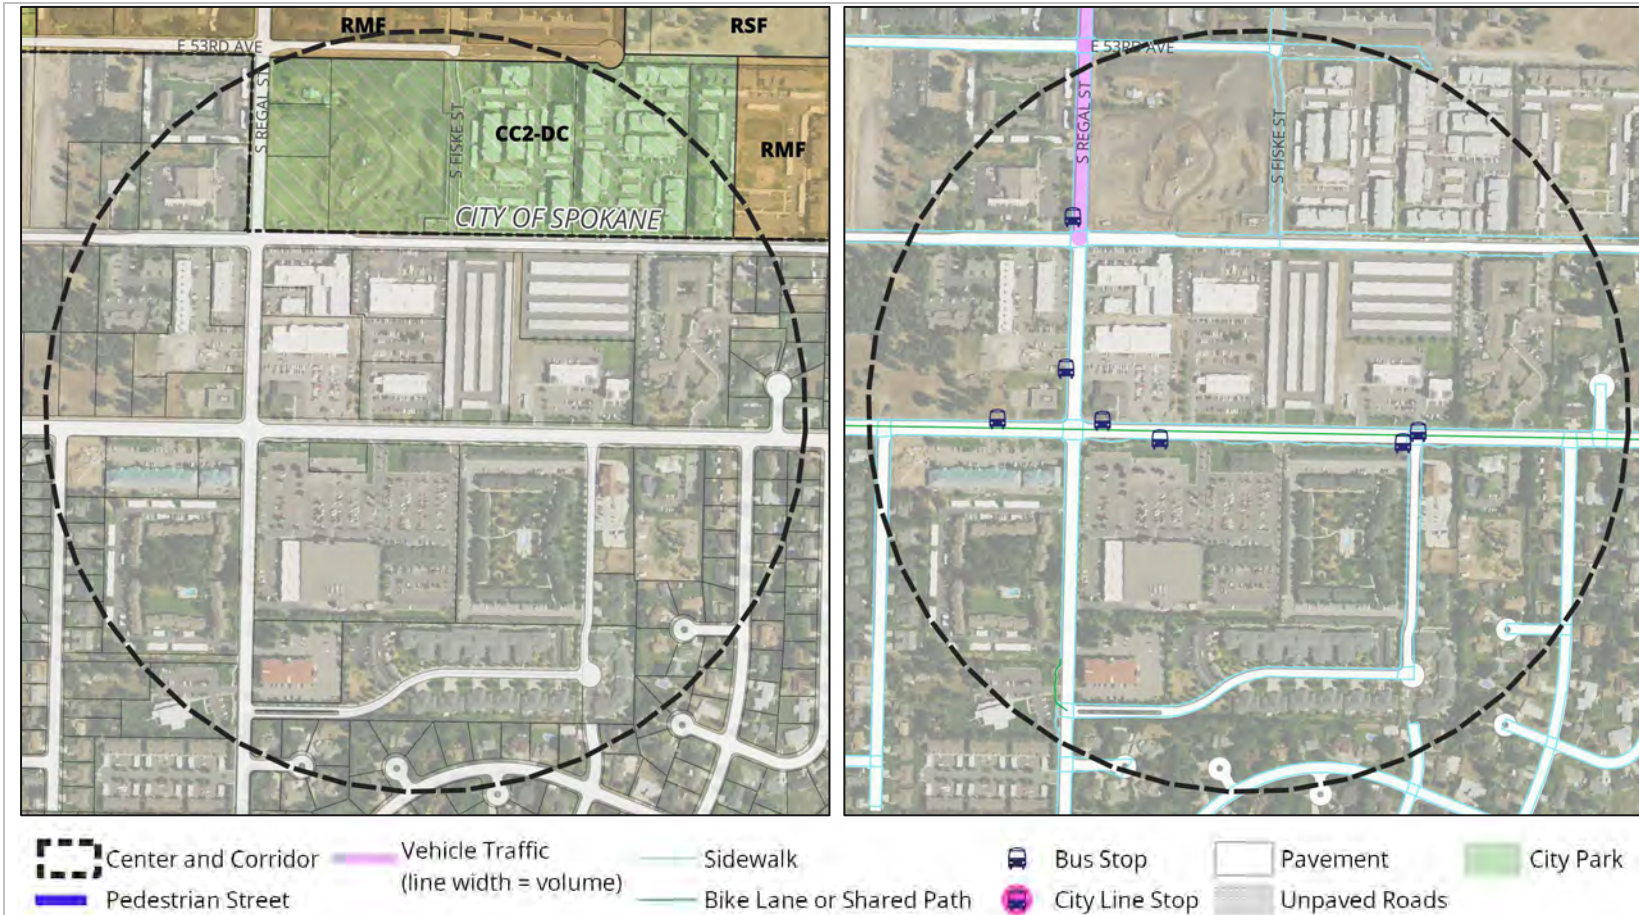 RMF
RSF
E 53RD AVE
S REGAL ST
S FISKE ST
CC2-DC
RMF
CITY OF SPOKANE
E 53RD AVE
S REGAL ST
S FISKE ST
Center and Corridor
Pedestrian Street
Vehicle Traffic
(line width = volume)
Sidewalk
Bike Lane or Shared Path
Bus Stop
City Line Stop
Pavement
Unpaved Roads
City Park